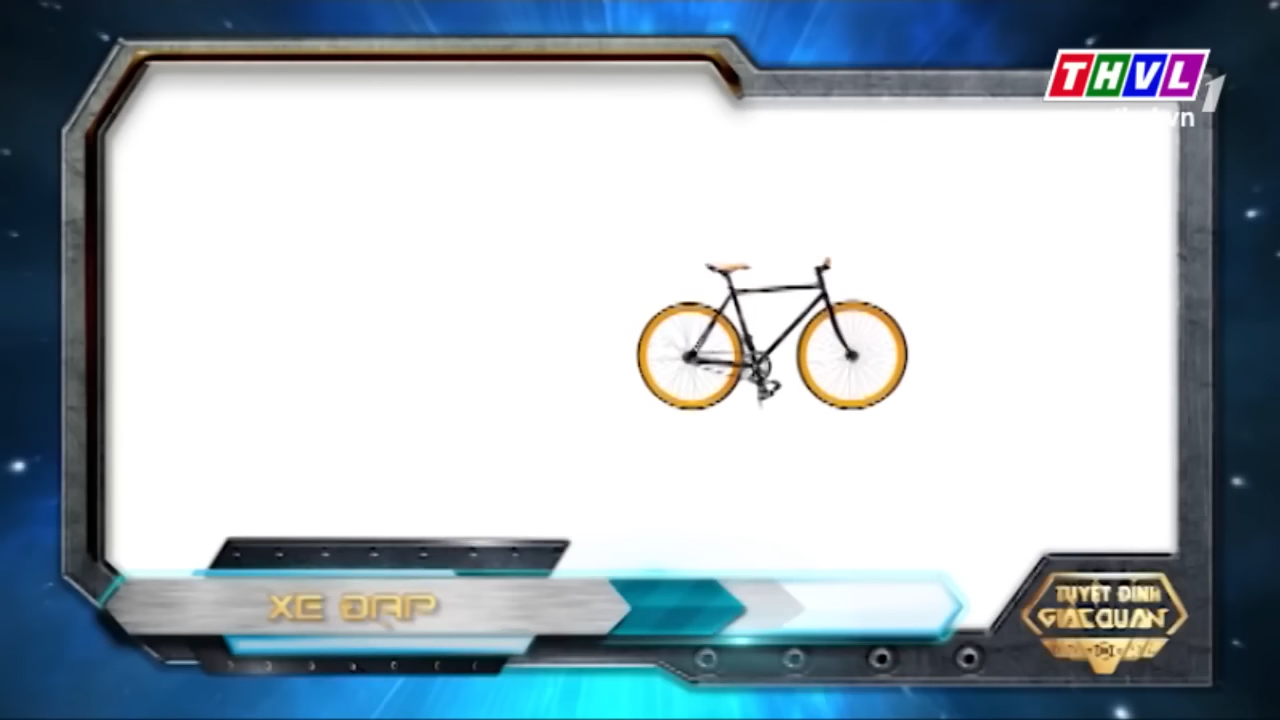 THVL
1
XE ĐẠP
TUYỆT ĐỈNH
GIÁC QUAN